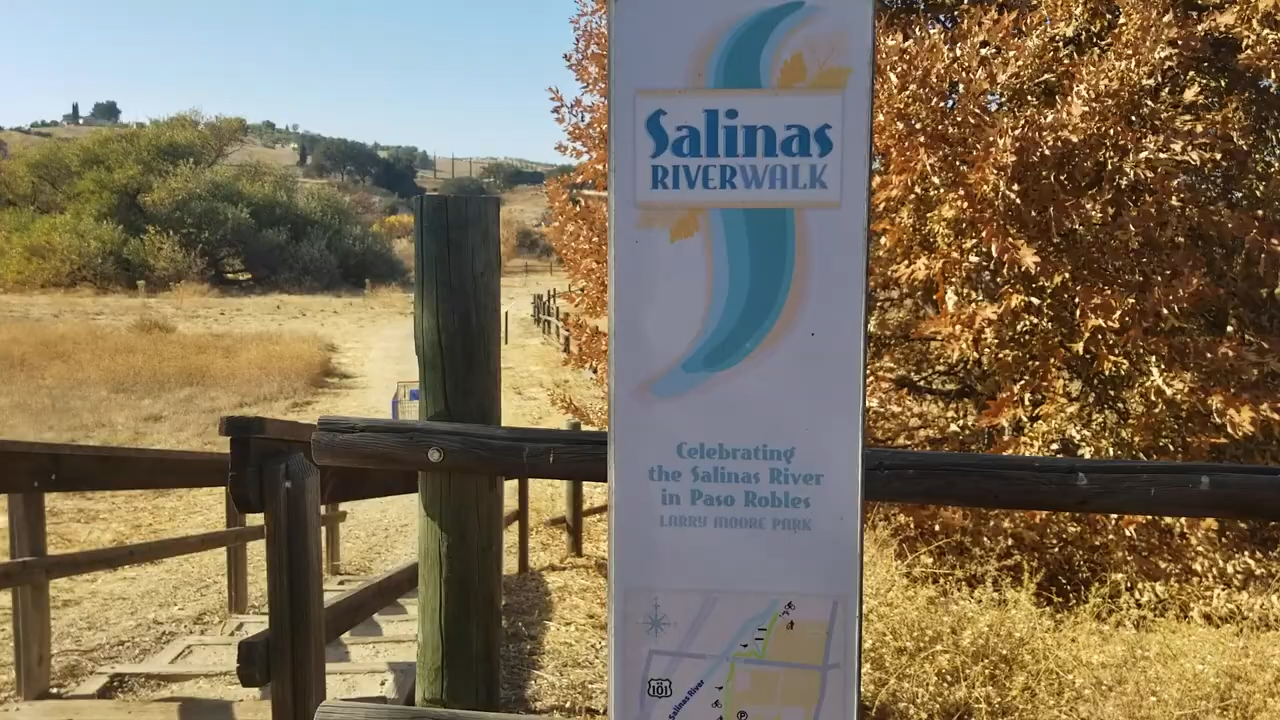 Salinas
RIVERWALK
Celebrating
the Salinas River
in Paso Robles
LARRY MOORE PARK
101
Salinas River
P